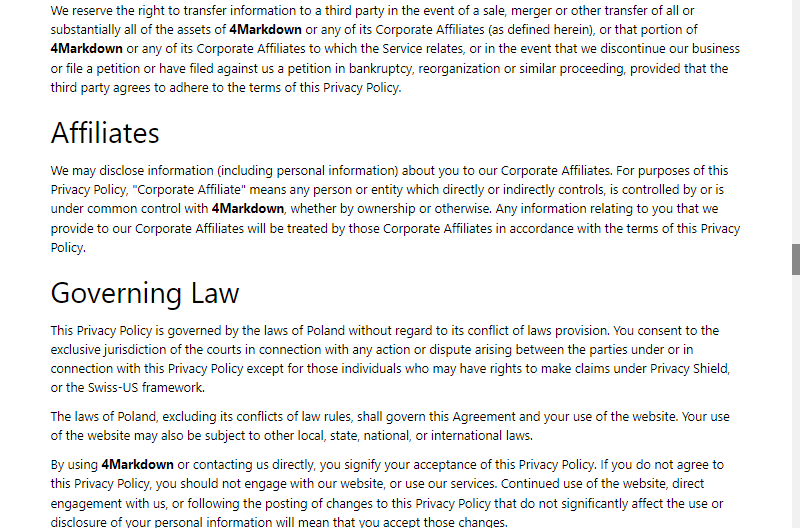 We reserve the right to transfer information to a third party in the event of a sale, merger or other transfer of all or
substantially all of the assets of 4Markdown or any of its Corporate Affiliates (as defined herein), or that portion of
4Markdown or any of its Corporate Affiliates to which the Service relates, or in the event that we discontinue our business
or file a petition or have filed against us a petition in bankruptcy, reorganization or similar proceeding, provided that the
third party agrees to adhere to the terms of this Privacy Policy.
Affiliates
We may disclose information (including personal information) about you to our Corporate Affiliates. For purposes of this
Privacy Policy, "Corporate Affiliate" means any person or entity which directly or indirectly controls, is controlled by or is
under common control with 4Markdown, whether by ownership or otherwise. Any information relating to you that we
provide to our Corporate Affiliates will be treated by those Corporate Affiliates in accordance with the terms of this Privacy
Policy.
Governing Law
This Privacy Policy is governed by the laws of Poland without regard to its conflict of laws provision. You consent to the
exclusive jurisdiction of the courts in connection with any action or dispute arising between the parties under or in
connection with this Privacy Policy except for those individuals who may have rights to make claims under Privacy Shield,
or the Swiss-US framework.
The laws of Poland, excluding its conflicts of law rules, shall govern this Agreement and your use of the website. Your use
of the website may also be subject to other local, state, national, or international laws.
By using 4Markdown or contacting us directly, you signify your acceptance of this Privacy Policy. If you do not agree to
this Privacy Policy, you should not engage with our website, or use our services. Continued use of the website, direct
engagement with us, or following the posting of changes to this Privacy Policy that do not significantly affect the use or
disclosure of your personal information will mean that you accept those changes.